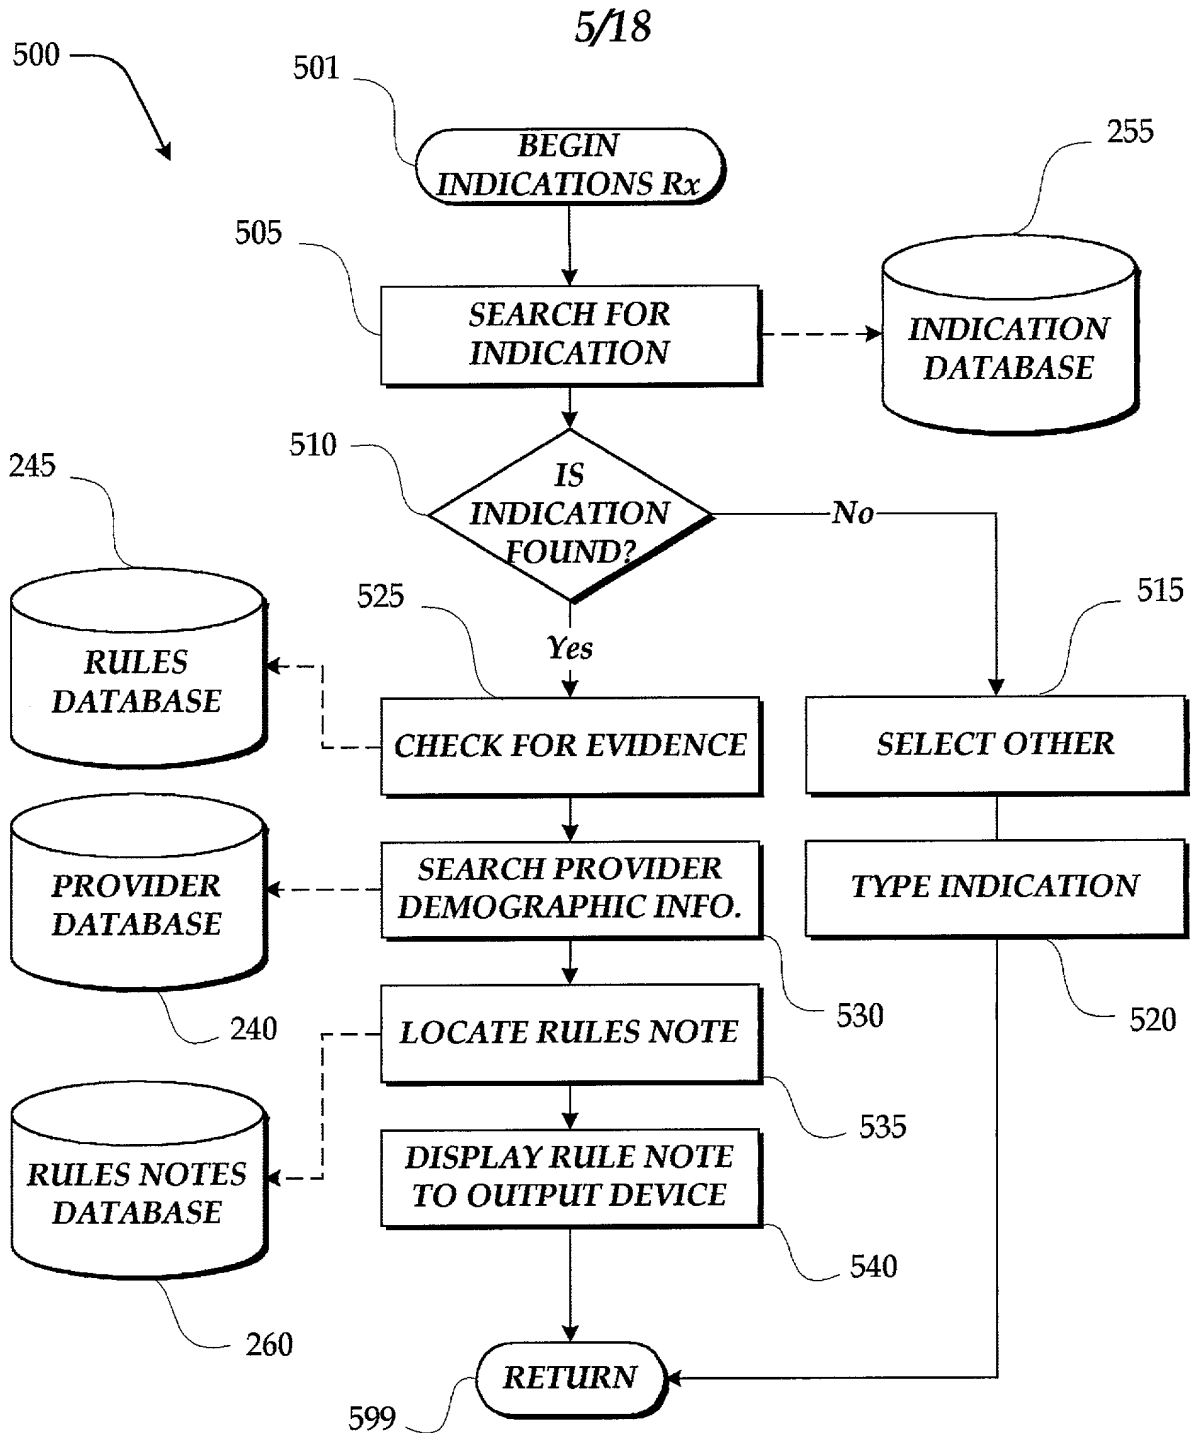 5/18
500
501
BEGIN
INDICATIONS Rx
255
505
SEARCH FOR
INDICATION
INDICATION
DATABASE
510
IS
INDICATION
FOUND?
No
245
525
515
Yes
RULES
DATABASE
CHECK FOR EVIDENCE
SELECT OTHER
PROVIDER
DATABASE
SEARCH PROVIDER
DEMOGRAPHIC INFO.
TYPE INDICATION
240
530
520
LOCATE RULES NOTE
535
RULES NOTES
DATABASE
DISPLAY RULE NOTE
TO OUTPUT DEVICE
540
260
RETURN
599